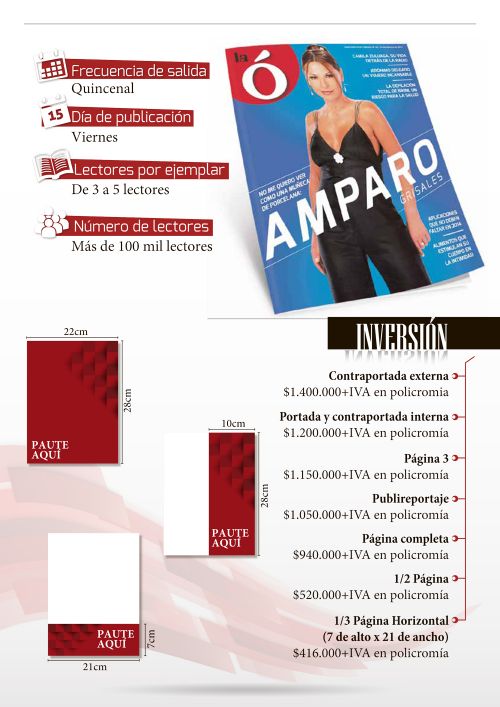 Frecuencia de salida
Quincenal
15
Día de publicación
Viernes
Lectores por ejemplar
De 3 a 5 lectores
Número de lectores
Más de 100 mil lectores
la
Ó
CAMILA ZULUAGA, SU VIDA
DETRÁS DE LA RADIO
JERÓNIMO DELGADO,
UN VIAJERO INCANSABLE
LA DEPILACIÓN
TOTAL DE BIKINI, UN
RIESGO PARA LA SALUD
NO ME QUIERO VER
COMO UNA MUÑECA
DE PORCELANA:
AMPARO
GRISALES
APLICACIONES
QUE NO DEBEN
FALTAR EN 2014
ALIMENTOS QUE
ESTIMULAN SU
CUERPO EN
LA INTIMIDAD
INVERSIÓN
Contraportada externa
$1.400.000+IVA en policromía
Portada y contraportada interna
$1.200.000+IVA en policromía
Página 3
$1.150.000+IVA en policromía
Publireportaje
$1.050.000+IVA en policromía
Página completa
$940.000+IVA en policromía
1/2 Página
$520.000+IVA en policromía
1/3 Página Horizontal
(7 de alto x 21 de ancho)
$416.000+IVA en policromía
22cm
28cm
PAUTE
AQUÍ
10cm
28cm
PAUTE
AQUÍ
PAUTE
AQUÍ
7cm
21cm